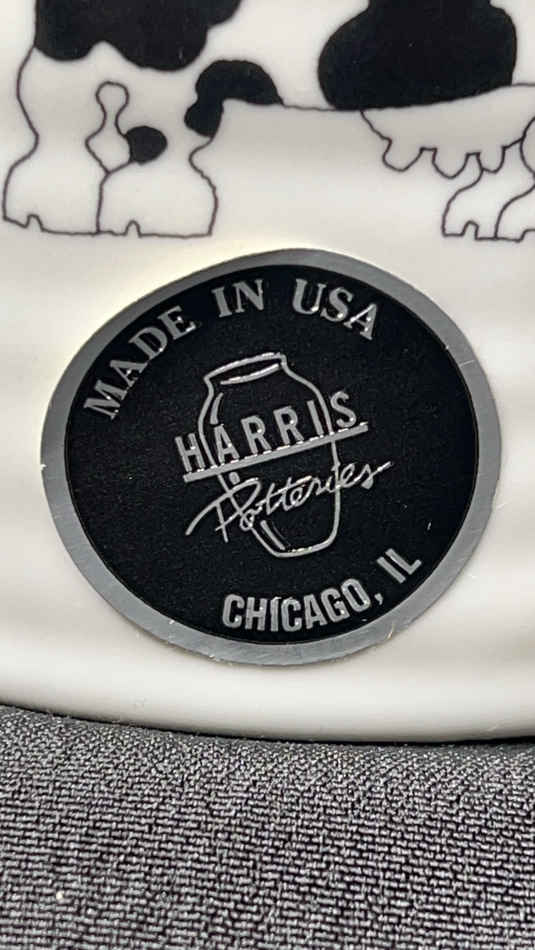 MADE IN USA
HARRIS
Potteries
CHICAGO, IL